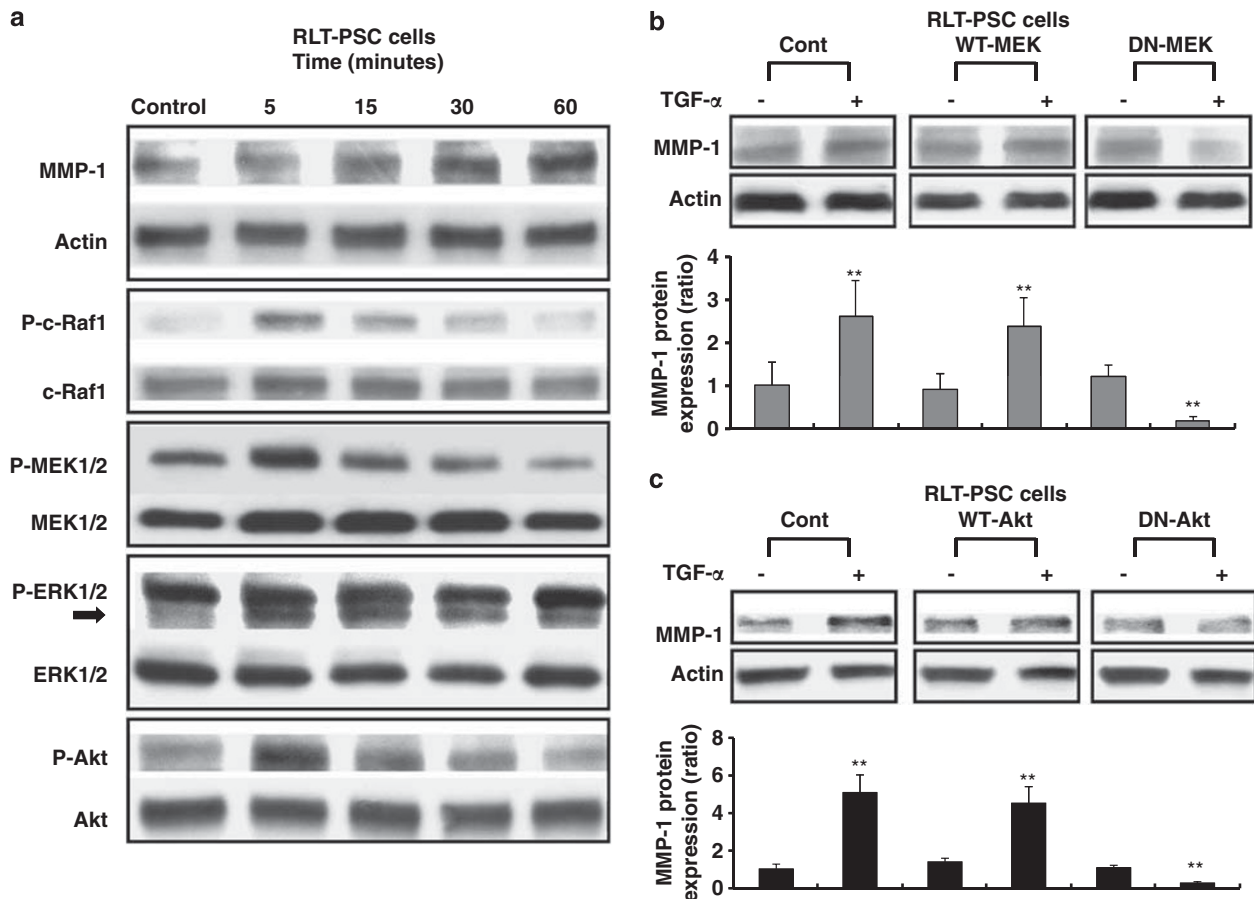 a
RLT-PSC cells
Time (minutes)
Control 5 15 30 60
MMP-1
Actin
P-c-Raf1
c-Raf1
P-MEK1/2
MEK1/2
P-ERK1/2
ERK1/2
P-Akt
Akt
b
RLT-PSC cells
Cont WT-MEK DN-MEK
TGF-α - + - + - +
MMP-1
Actin
MMP-1 protein
expression (ratio)
4
3
2
1
0
** ** **
c
RLT-PSC cells
Cont WT-Akt DN-Akt
TGF-α - + - + - +
MMP-1
Actin
MMP-1 protein
expression (ratio)
8
6
4
2
0
** ** **